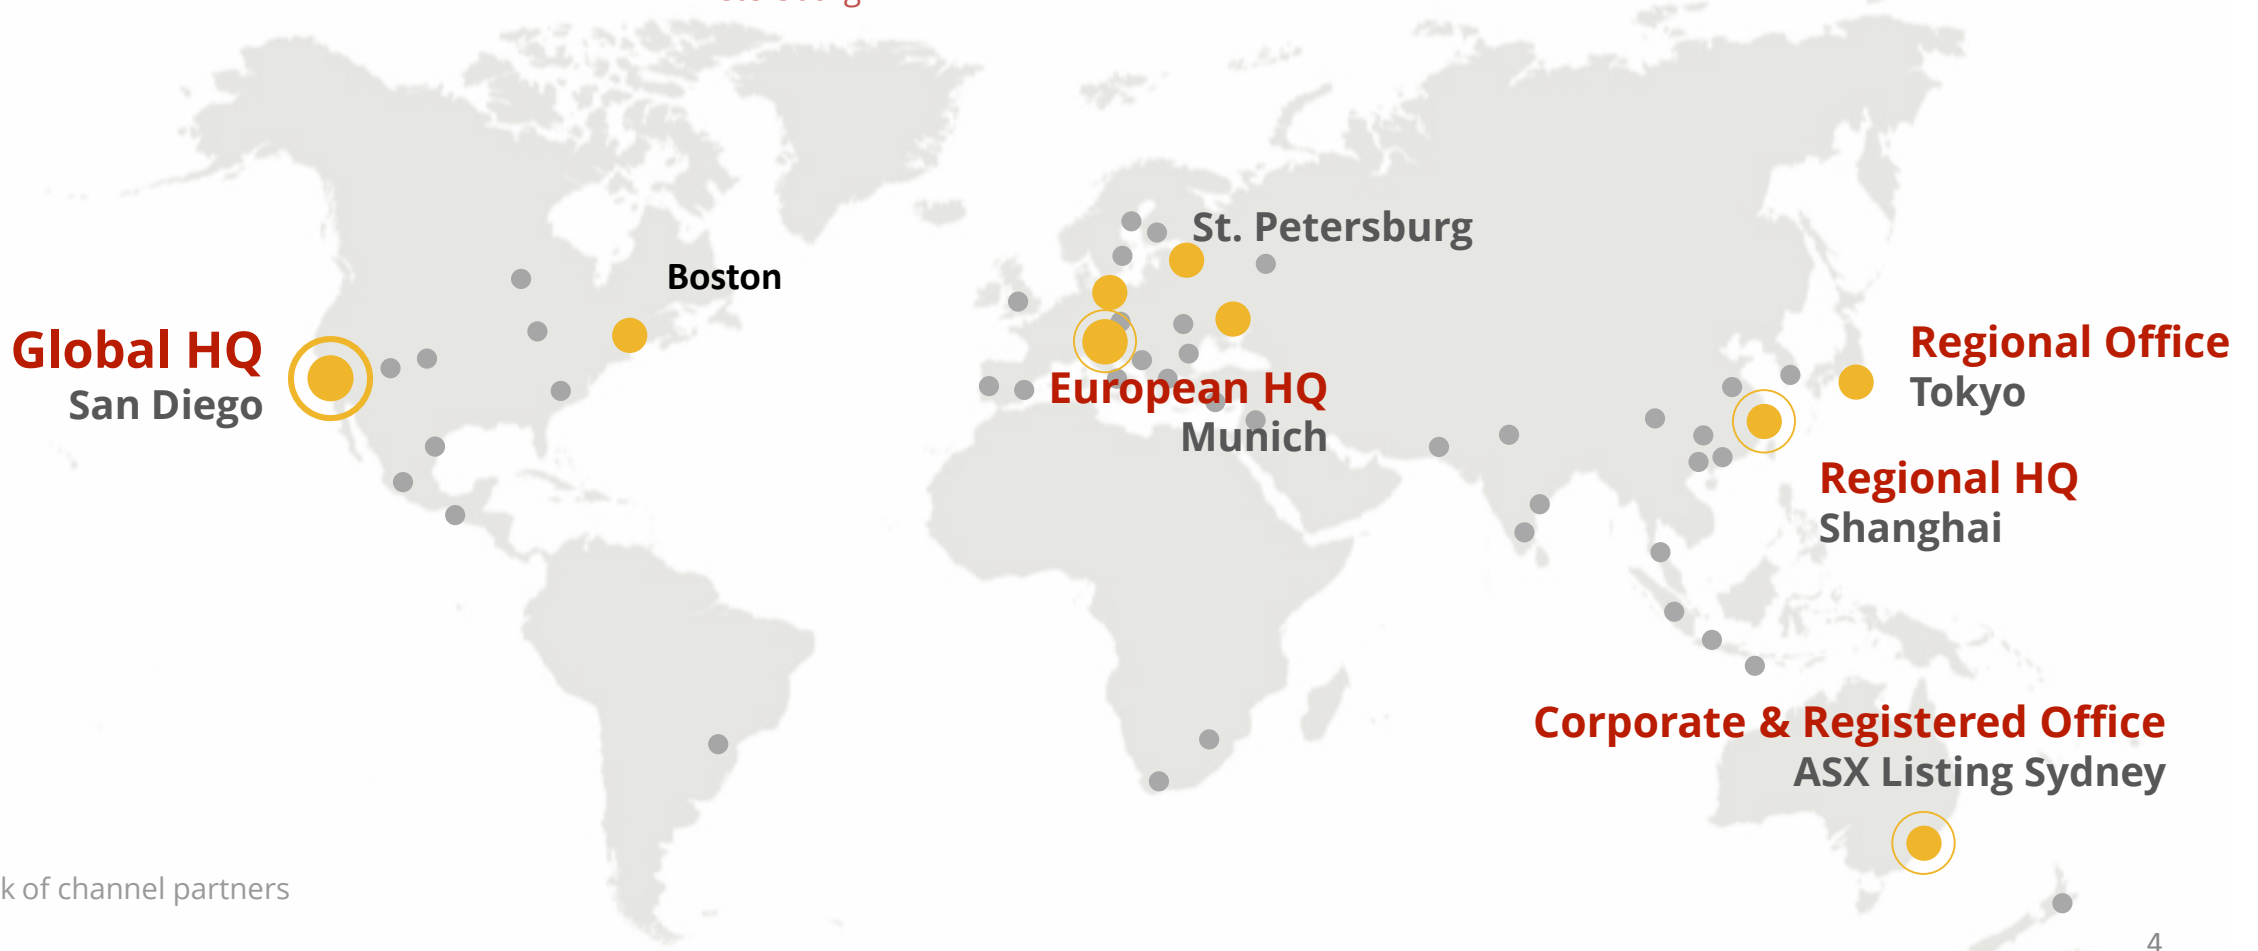 St. Petersburg
Boston
Global HQ
San Diego
European HQ
Munich
Regional Office
Tokyo
Regional HQ
Shanghai
Corporate & Registered Office
ASX Listing Sydney
k of channel partners
4